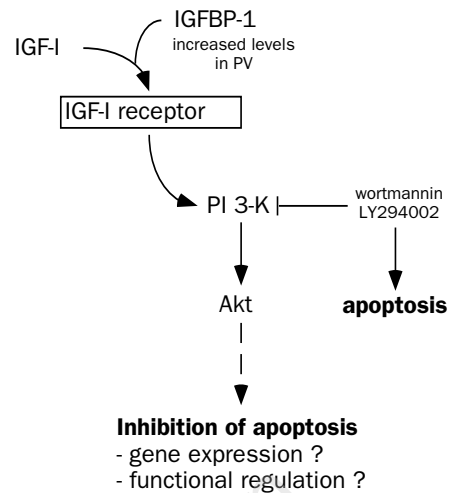 IGFBP-1
IGF-I
increased levels
in PV
IGF-I receptor
PI 3-K
wortmannin
LY294002
Akt
apoptosis
Inhibition of apoptosis
- gene expression ?
- functional regulation ?